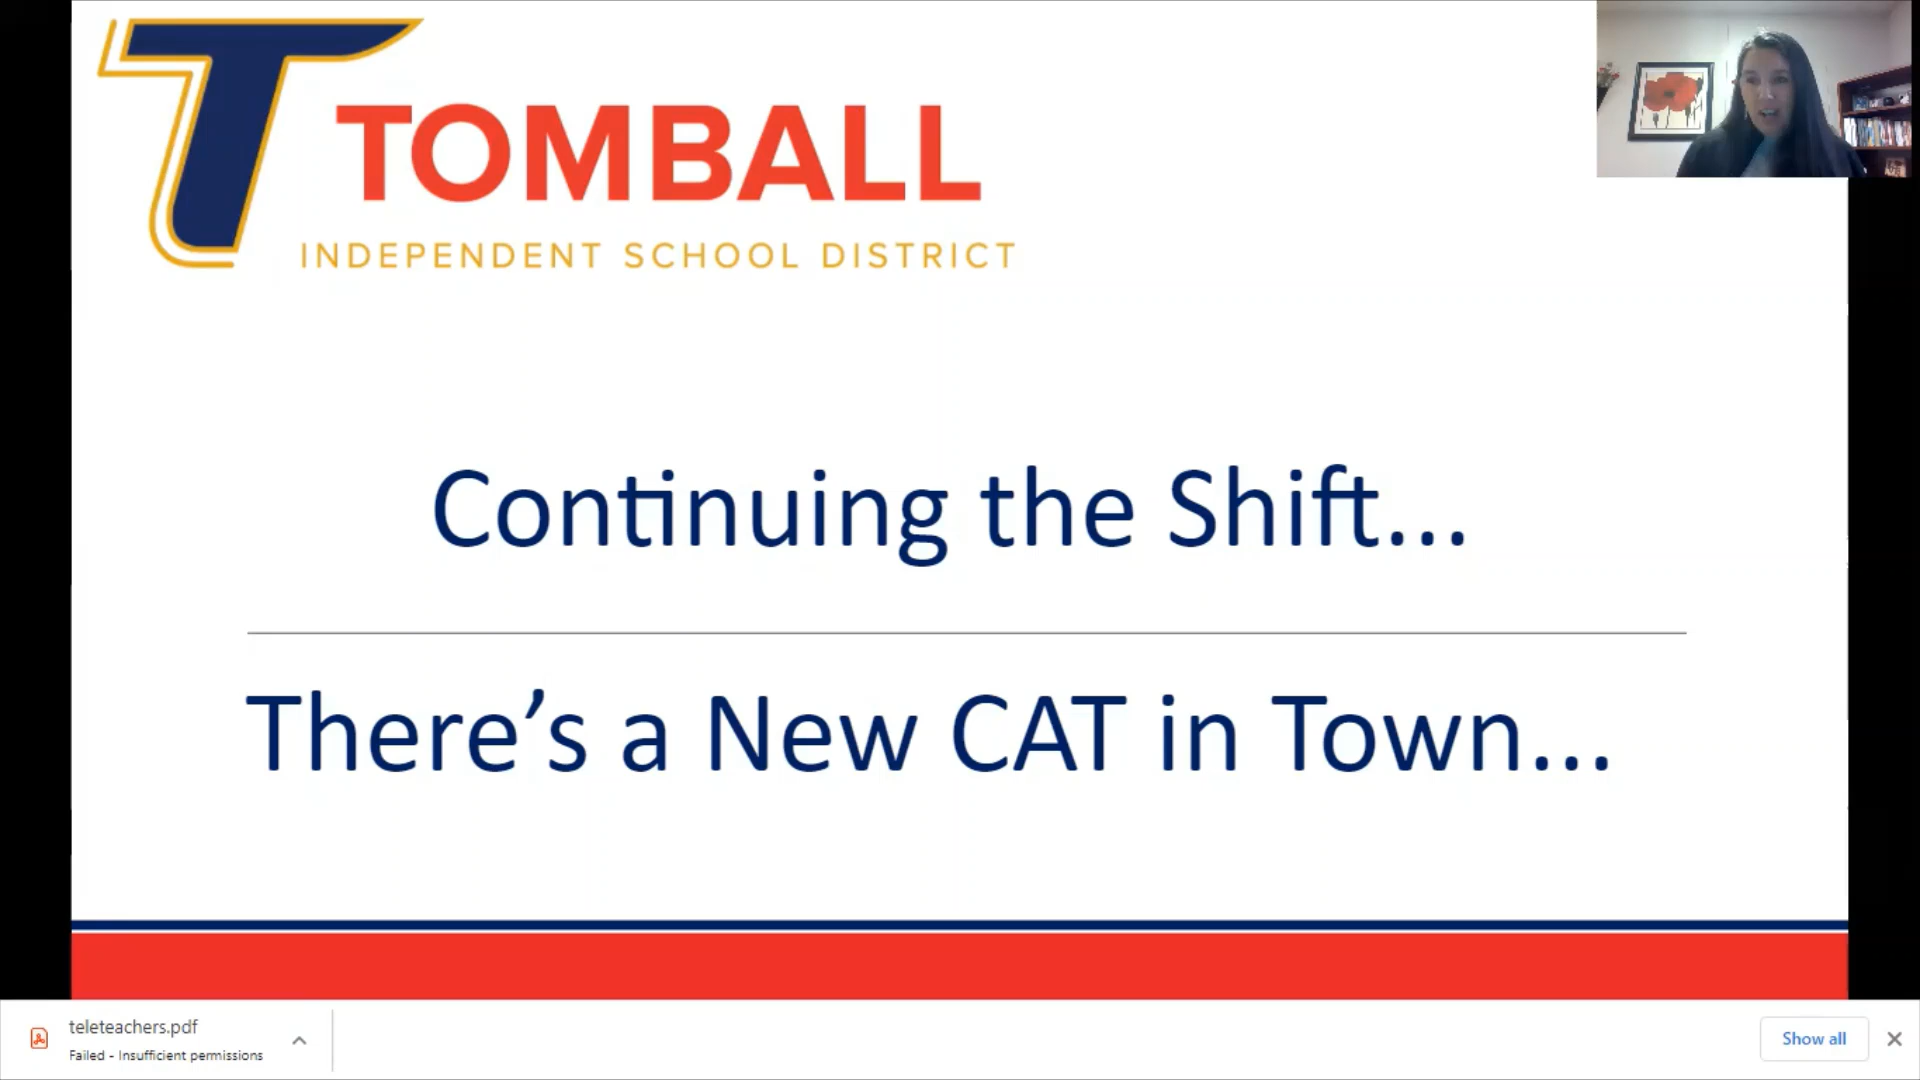 TOMBALL
INDEPENDENT SCHOOL DISTRICT
Continuing the Shift...
There’s a New CAT in Town...
teleteachers.pdf
Failed - Insufficient permissions
Show all